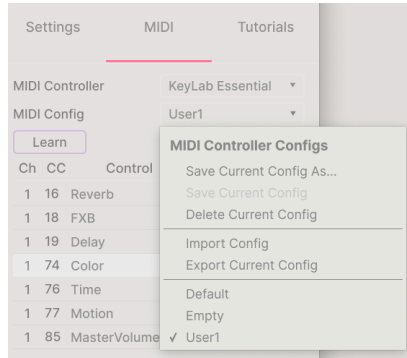 Settings MIDI Tutorials
MIDI Controller KeyLab Essential ▼
MIDI Config User1 ▼
Learn
MIDI Controller Configs
Save Current Config As...
Save Current Config
Delete Current Config
Import Config
Export Current Config
Default
Empty
✓ User1
Ch CC Control
1 16 Reverb
1 18 FXB
1 19 Delay
1 74 Color
1 76 Time
1 77 Motion
1 85 MasterVolume